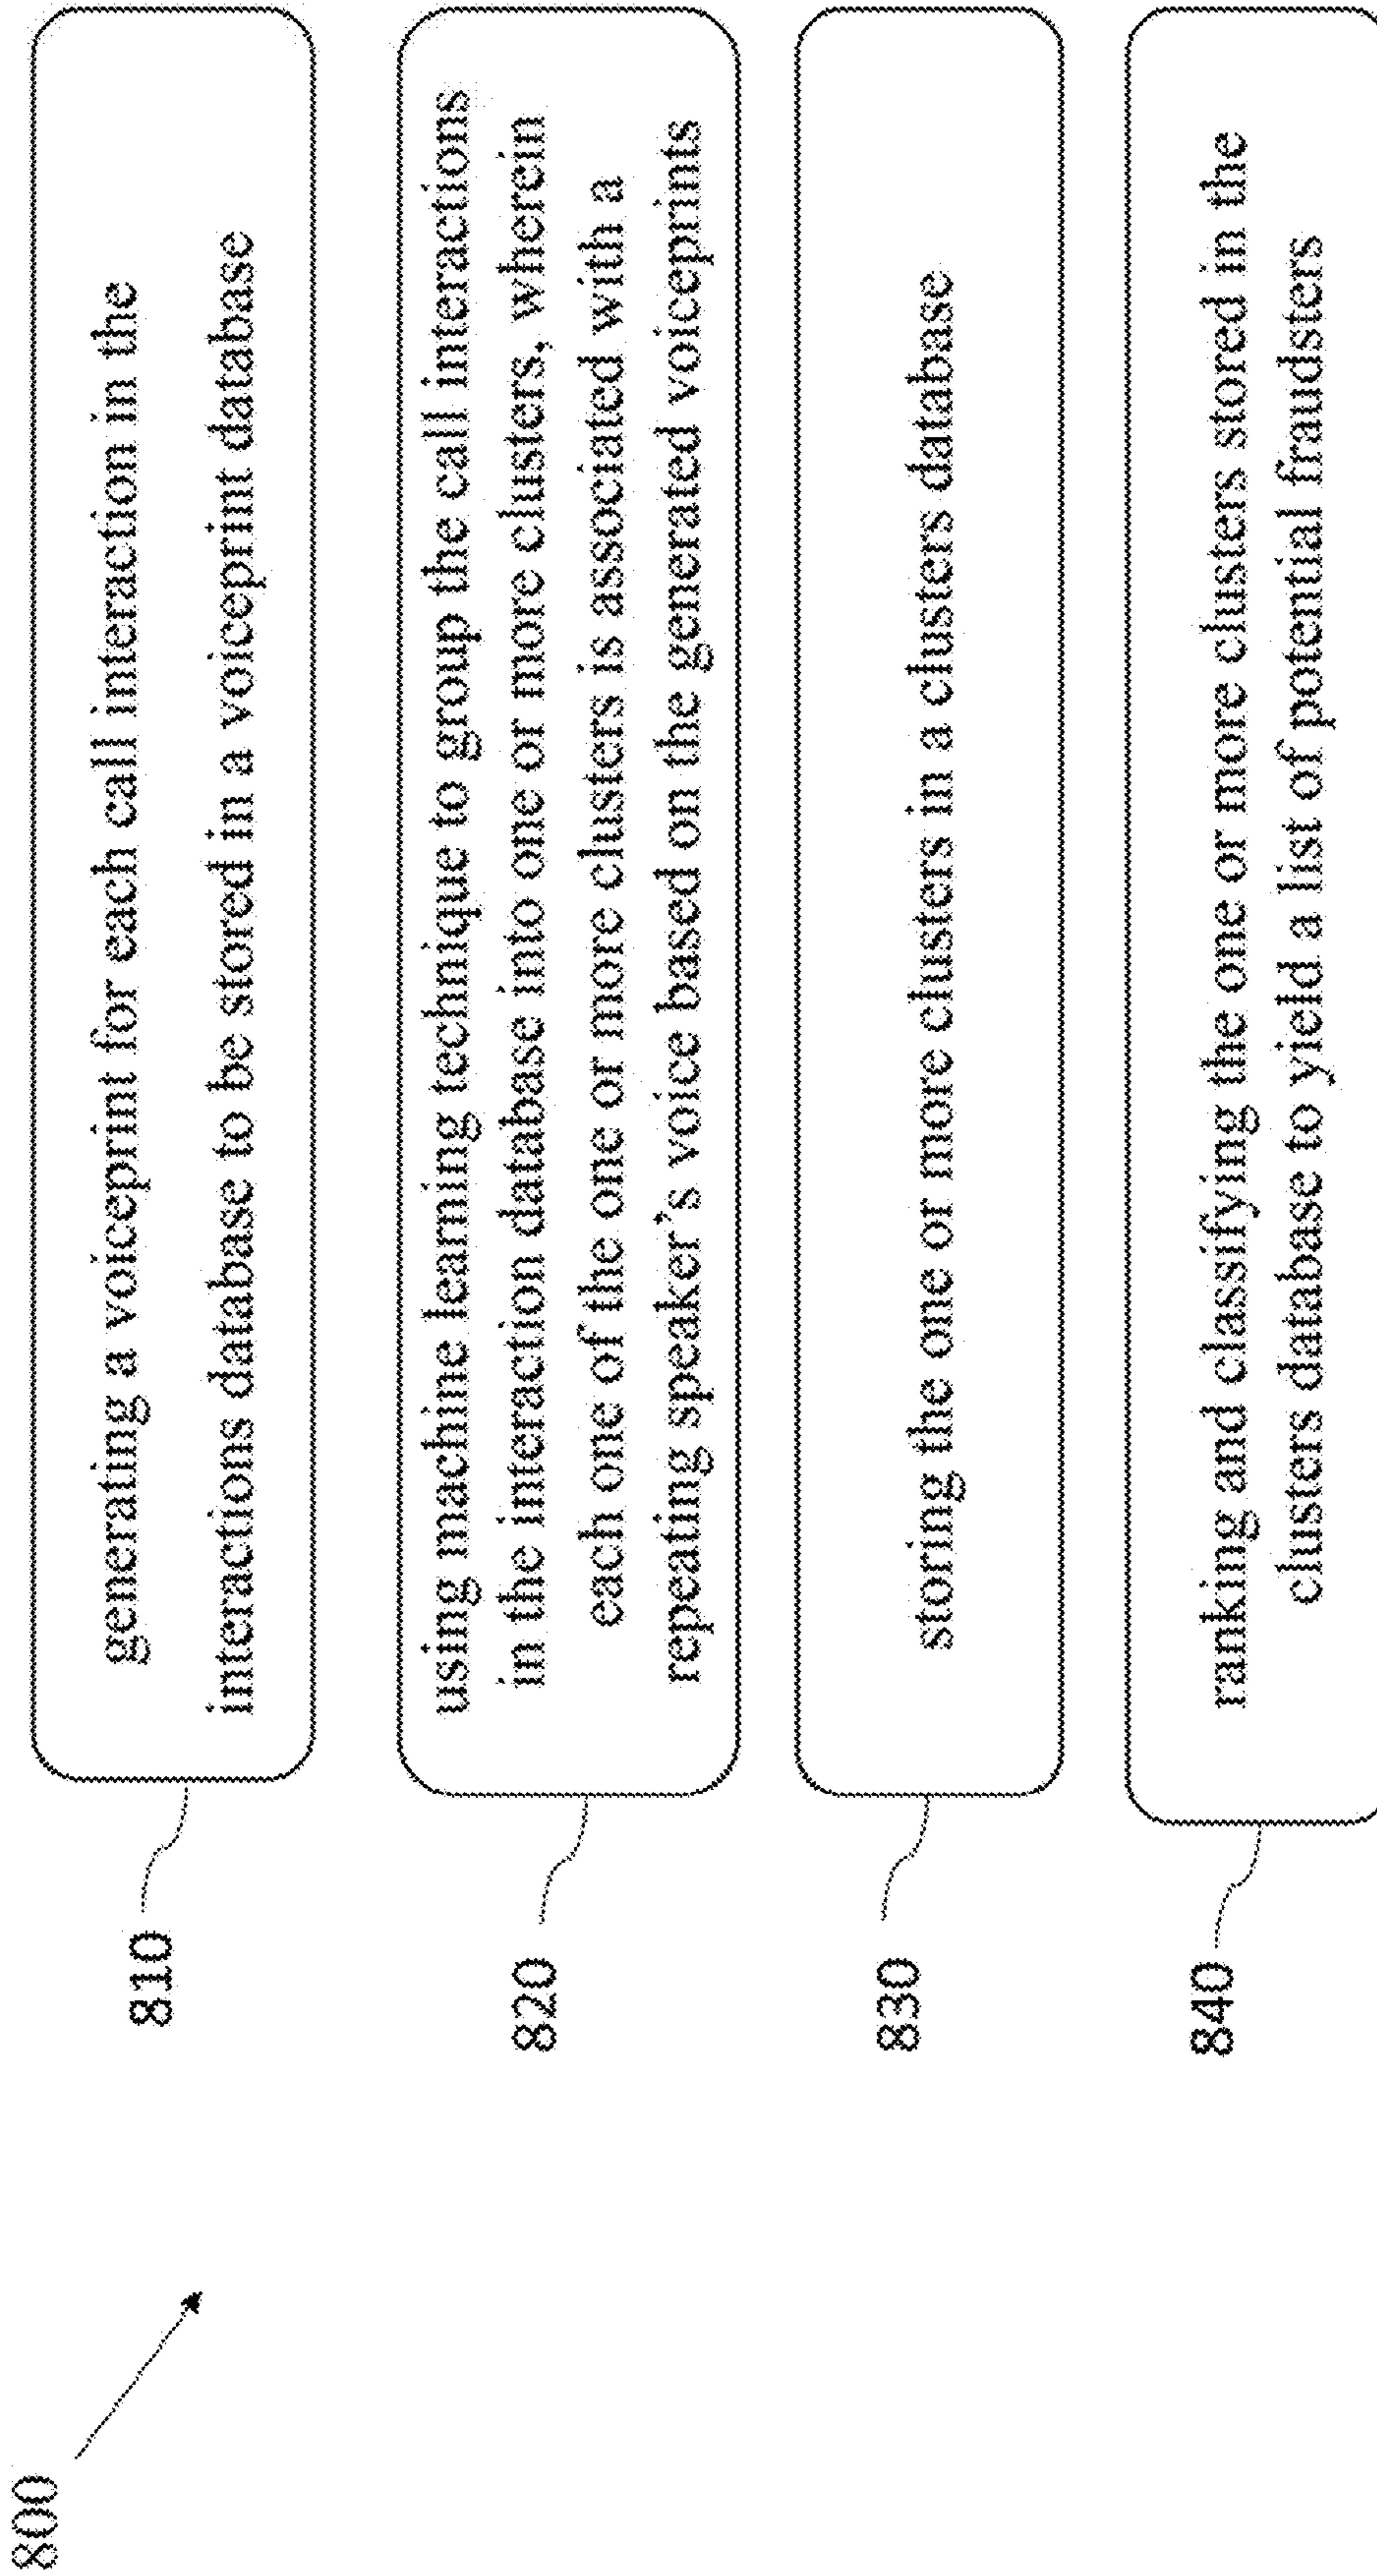 800
810
generating a voiceprint for each call interaction in the
interactions database to be stored in a voiceprint database
820
using machine learning technique to group the call interactions
in the interaction database into one or more clusters, wherein
each one of the one or more clusters is associated with a
repeating speaker's voice based on the generated voiceprints
830
storing the one or more clusters in a clusters database
840
ranking and classifying the one or more clusters stored in the
clusters database to yield a list of potential fraudsters